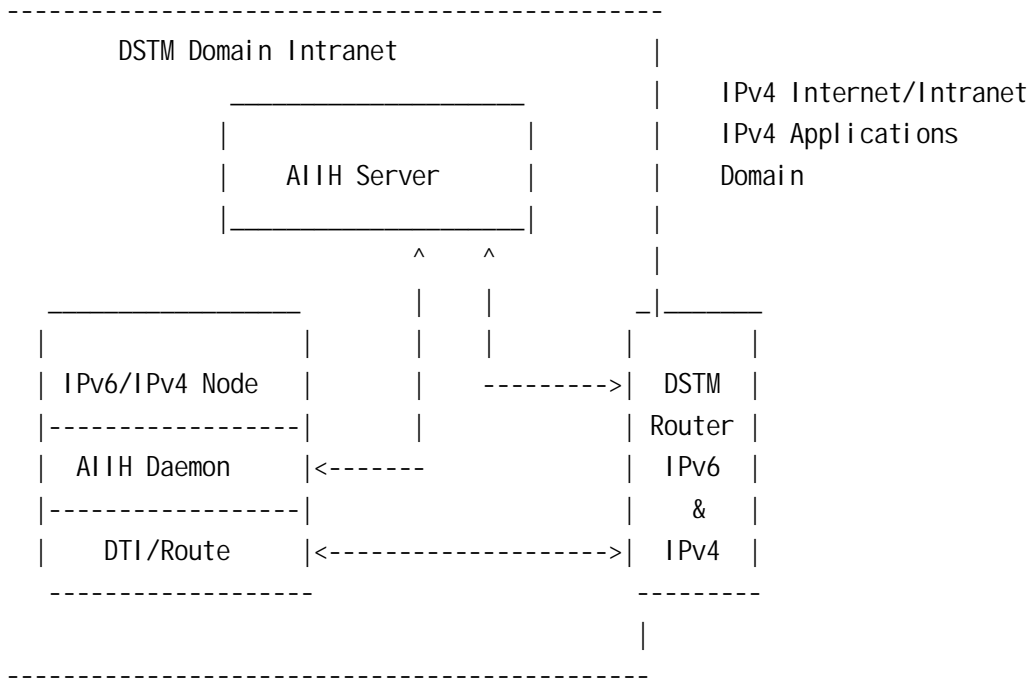 DSTM Domain Intranet
IPv4 Internet/Intranet
IPv4 Applications
Domain
AIIH Server
IPv6/IPv4 Node
AIIH Daemon
DTI/Route
DSTM
Router
IPv6
&
IPv4